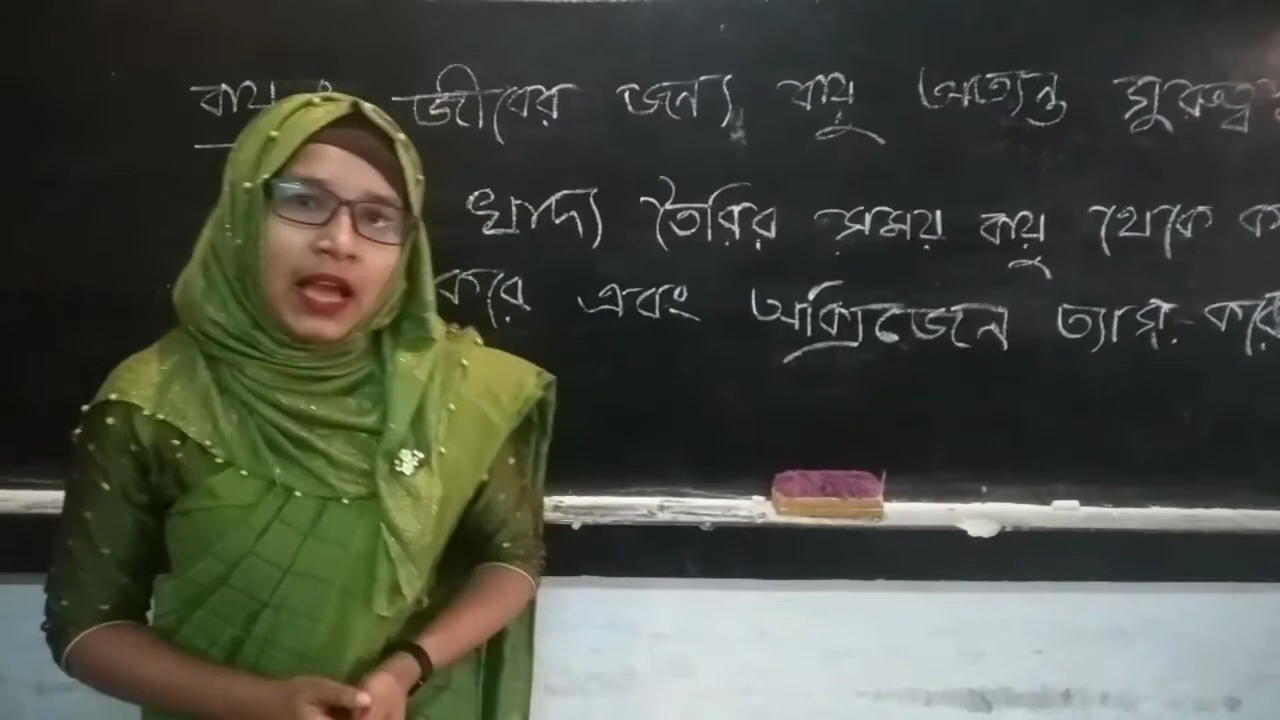 বায়ু : জীবের জন্য বায়ু অত্যন্ত গুরুত্ব
খাদ্য তৈরির সময় বায়ু থেকে
করে এবং অক্সিজেন ত্যাগ করে